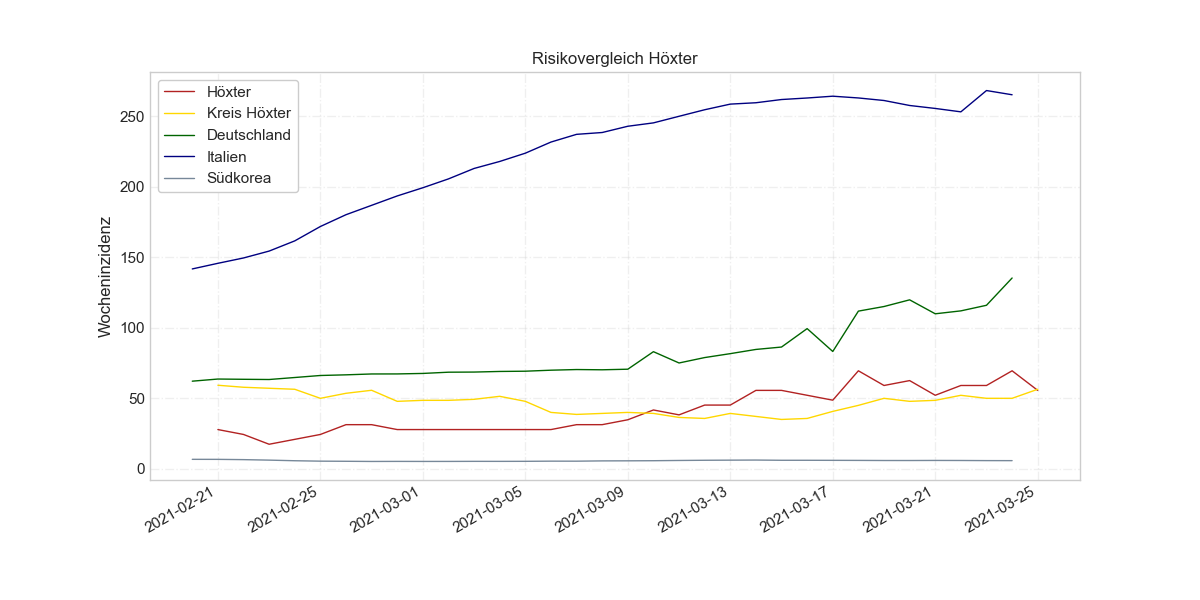 Risikovergleich Höxter
Höxter
Kreis Höxter
Deutschland
Italien
Südkorea
Wocheninzidenz
250
200
150
100
50
0
2021-02-21
2021-02-25
2021-03-01
2021-03-05
2021-03-09
2021-03-13
2021-03-17
2021-03-21
2021-03-25